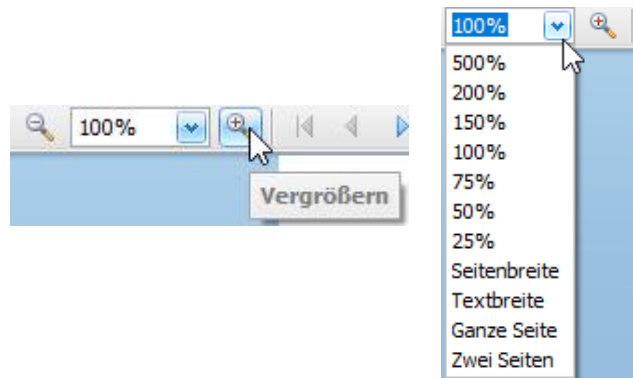 100%
Vergrößern
100%
500%
200%
150%
100%
75%
50%
25%
Seitenbreite
Textbreite
Ganze Seite
Zwei Seiten